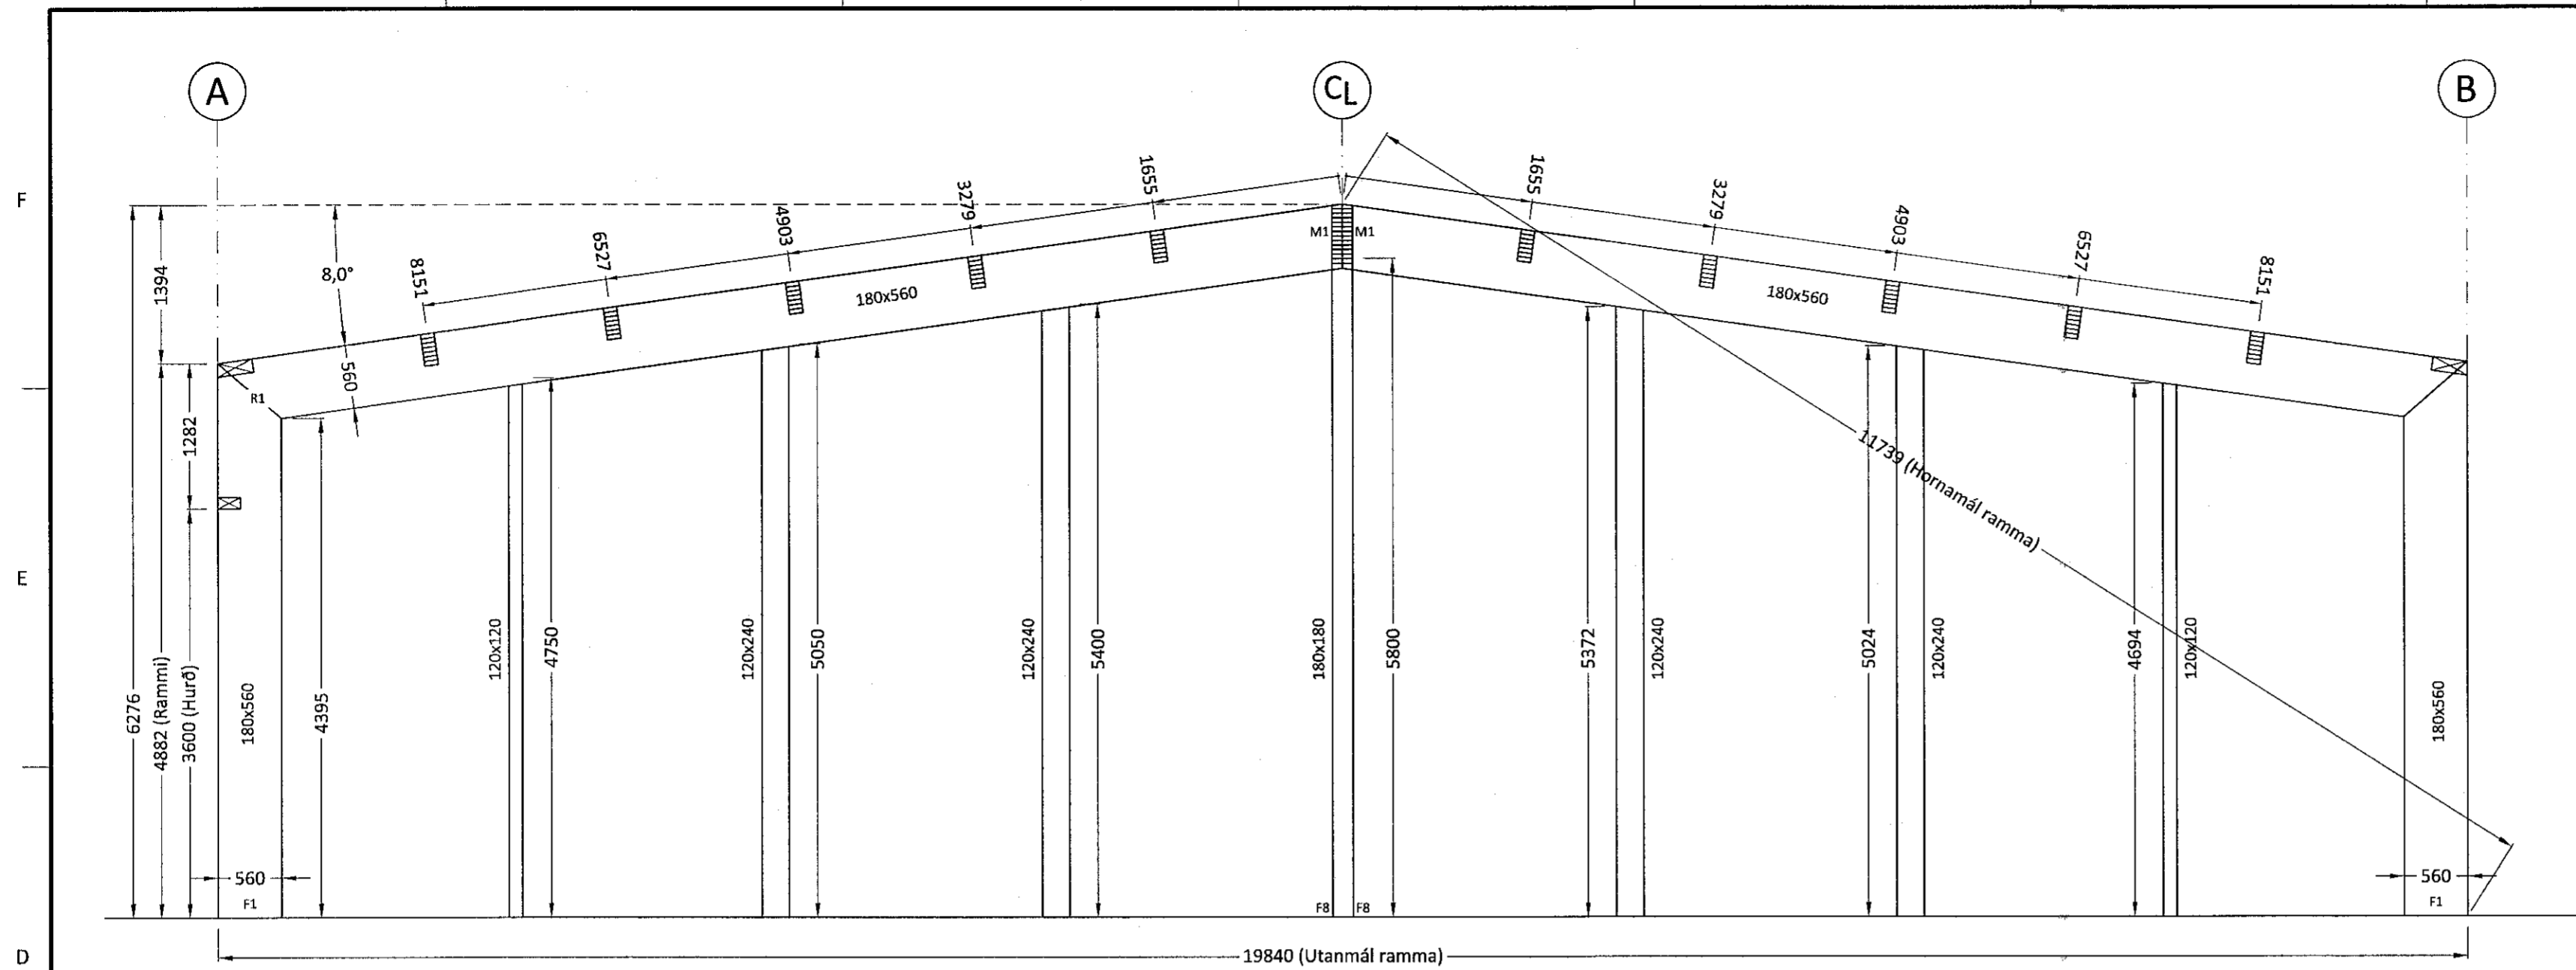 A
CL
B
F
E
D
1655
3279
4903
6527
8151
1655
3279
4903
6527
8151
M1
M1
1394
8,0°
180x560
180x560
560
R1
1282
11739 (Hornamál ramma)
6276
4882 (Rammi)
3600 (Hurð)
180x560
4395
120x120
4750
120x240
5050
120x240
5400
180x180
5800
5372
120x240
5024
120x240
4694
120x120
180x560
560
F1
F8
F8
560
F1
19840 (Utanmál ramma)